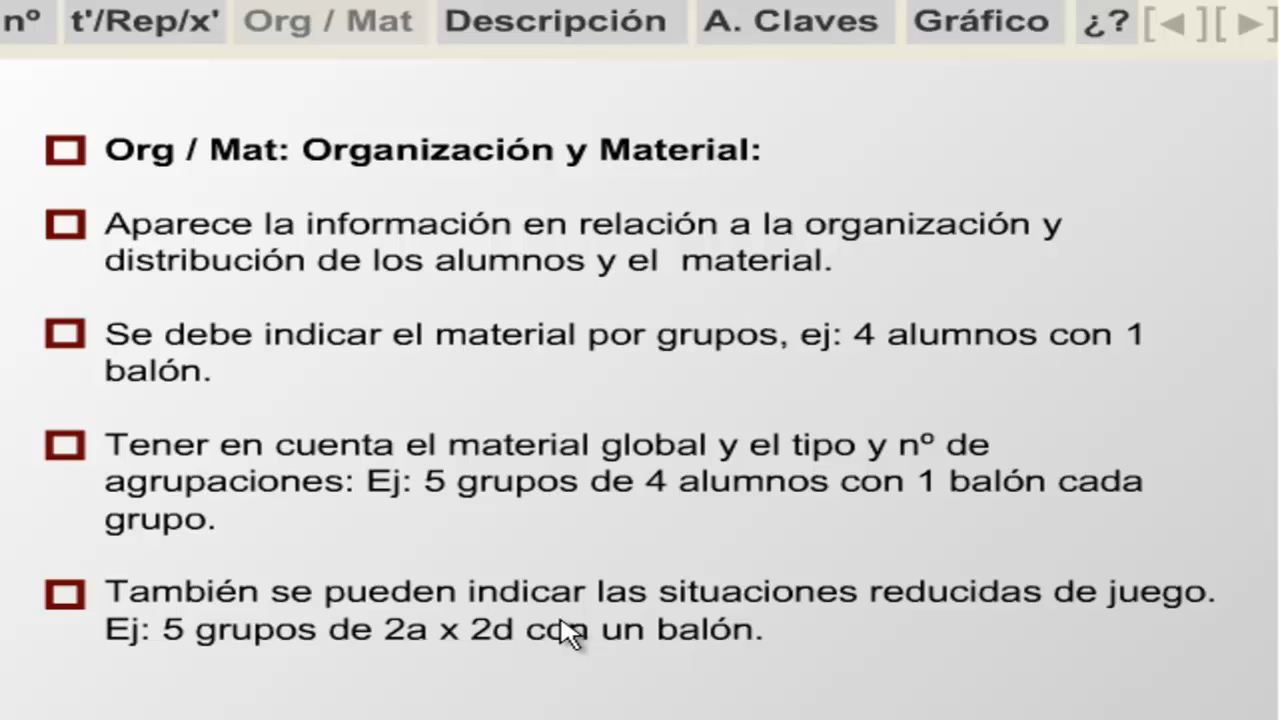 nº t'/Rep/x' Org / Mat Descripción A. Claves Gráfico ¿? [◄][►]
Org / Mat: Organización y Material:
Aparece la información en relación a la organización y
distribución de los alumnos y el material.
Se debe indicar el material por grupos, ej: 4 alumnos con 1
balón.
Tener en cuenta el material global y el tipo y nº de
agrupaciones: Ej: 5 grupos de 4 alumnos con 1 balón cada
grupo.
También se pueden indicar las situaciones reducidas de juego.
Ej: 5 grupos de 2a x 2d con un balón.